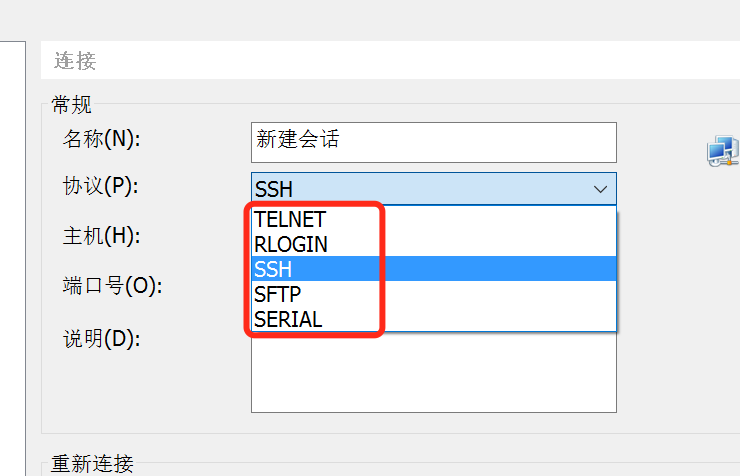 连接
常规
名称(N):
新建会话
协议(P):
SSH
TELNET
主机(H):
RLOGIN
SSH
端口号(O):
SFTP
SERIAL
说明(D):
重新连接